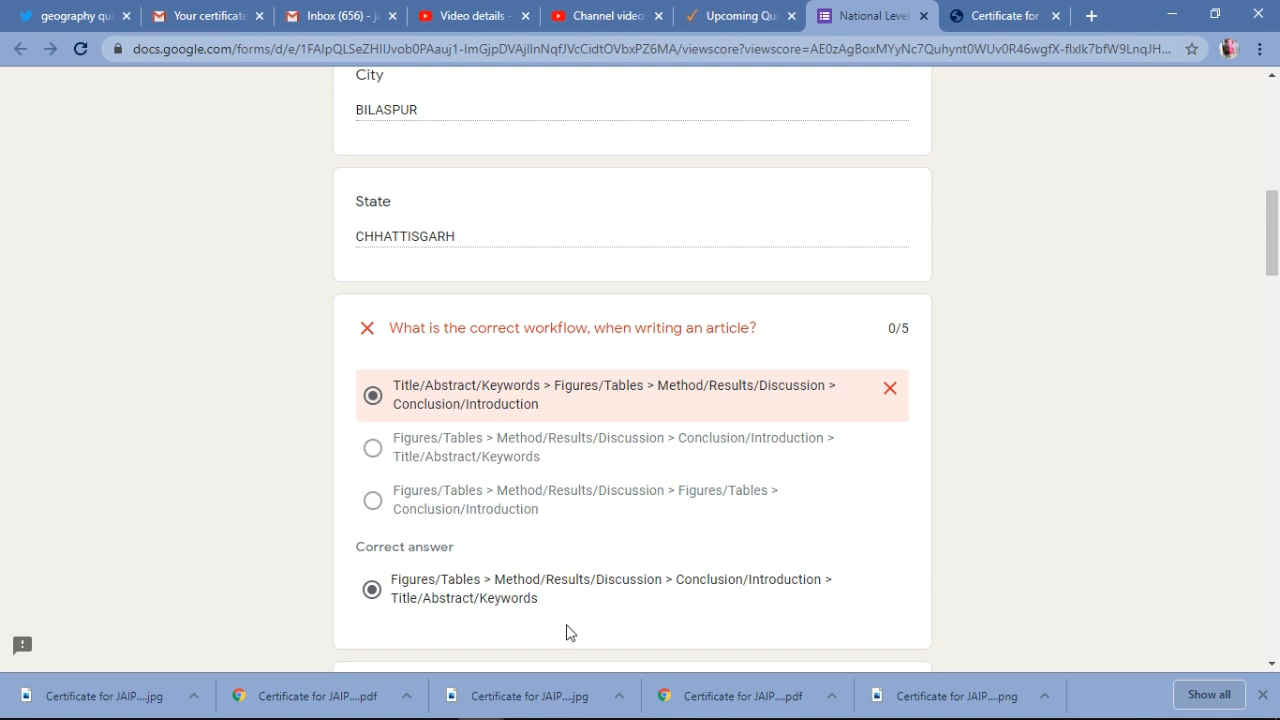 geography qui
Your certificate
Inbox (656) - j
Video details -
Channel video
Upcoming Qu
National Level
Certificate for
docs.google.com/forms/d/e/1FAIpQLSeZHIIJvob0PAauj1-ImGjpDVAjlInNqfJVcCidtOVbxPZ6MA/viewscore?viewscore=AE0zAgBoxMYyNc7Quhynt0WUv0R46wgfX-flxlk7bfW9LnqJH...
City
BILASPUR
State
CHHATTISGARH
What is the correct workflow, when writing an article?
0/5
Title/Abstract/Keywords > Figures/Tables > Method/Results/Discussion >
Conclusion/Introduction
Figures/Tables > Method/Results/Discussion > Conclusion/Introduction >
Title/Abstract/Keywords
Figures/Tables > Method/Results/Discussion > Figures/Tables >
Conclusion/Introduction
Correct answer
Figures/Tables > Method/Results/Discussion > Conclusion/Introduction >
Title/Abstract/Keywords
Certificate for JAIP....jpg
Certificate for JAIP....pdf
Certificate for JAIP....jpg
Certificate for JAIP....pdf
Certificate for JAIP....png
Show all